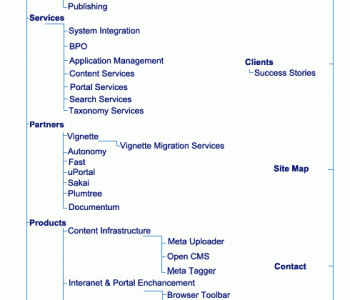 Publishing
Services
System Integration
BPO
Application Management
Content Services
Portal Services
Search Services
Taxonomy Services
Partners
Vignette
Vignette Migration Services
Autonomy
Fast
uPortal
Sakai
Plumtree
Documentum
Products
Content Infrastructure
Meta Uploader
Open CMS
Meta Tagger
Interanet & Portal Enchancement
Browser Toolbar
Clients
Success Stories
Site Map
Contact